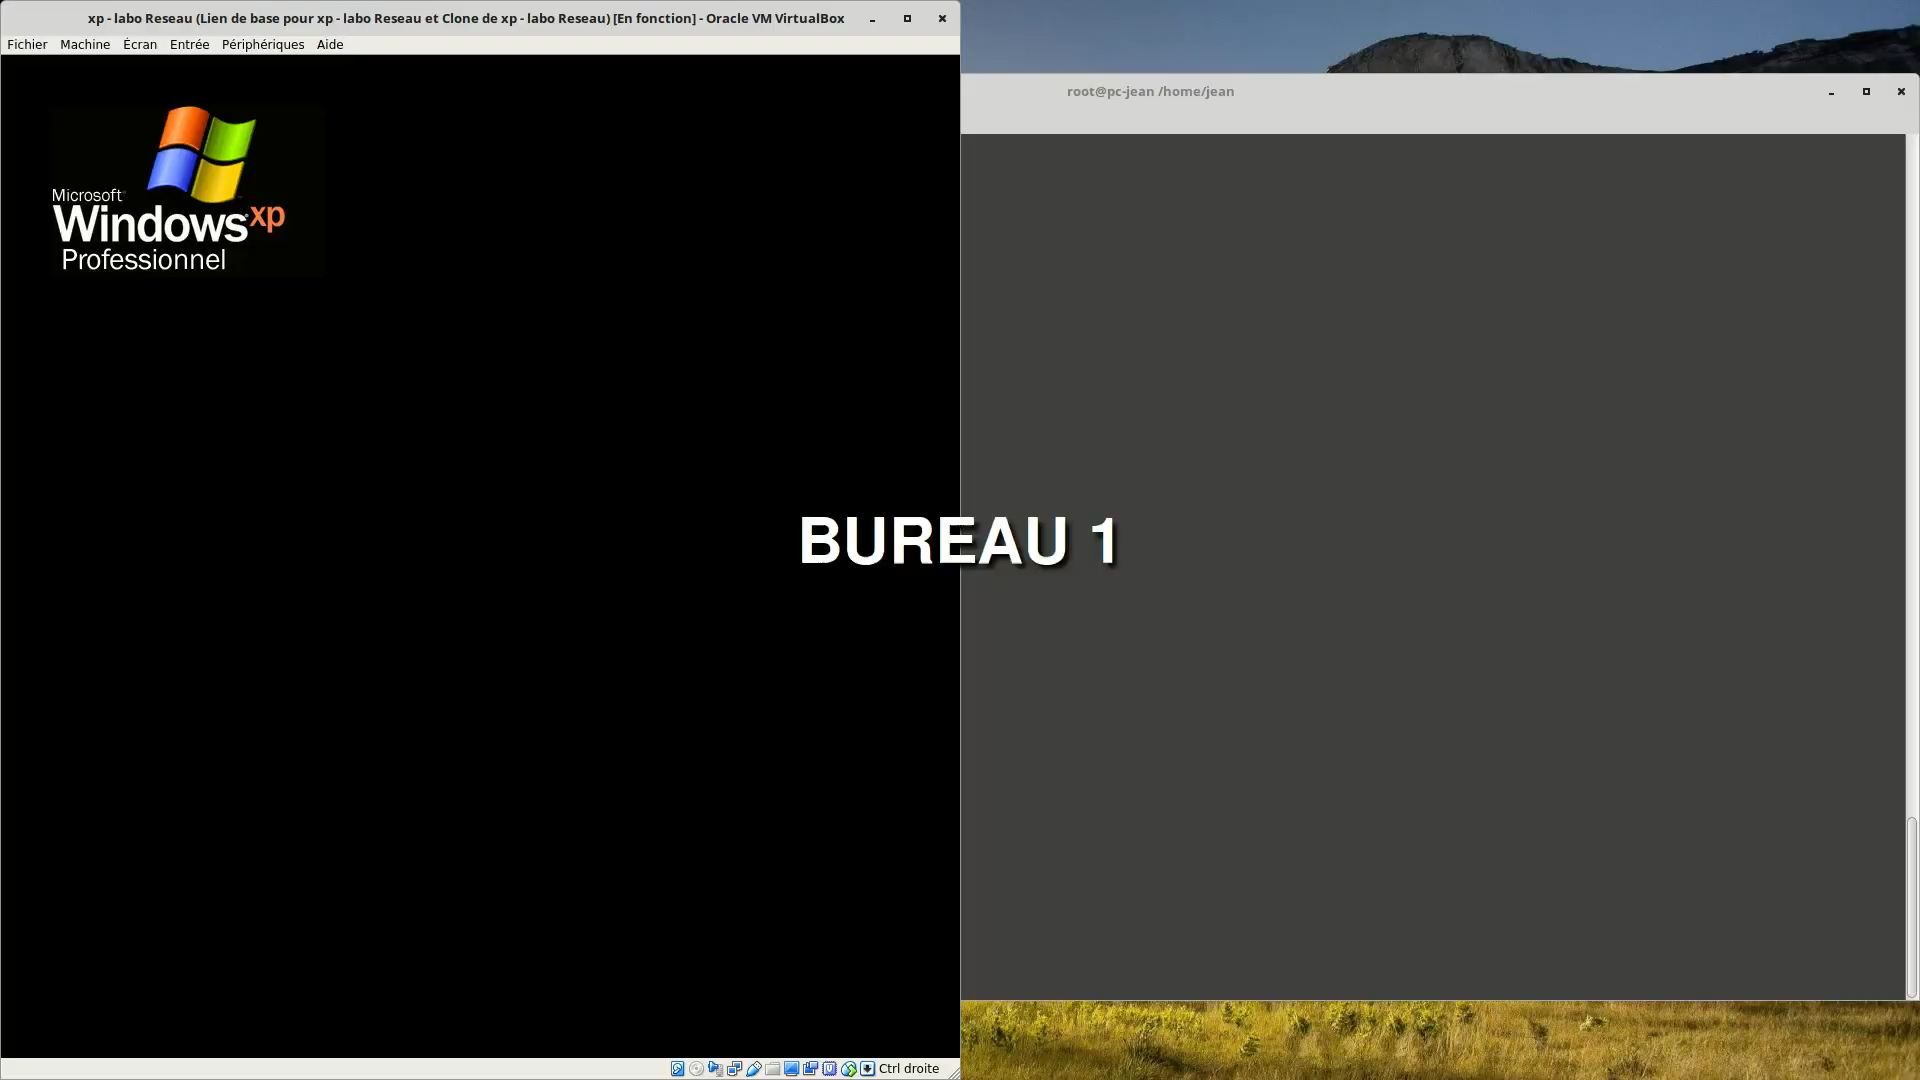 xp - labo Reseau (Lien de base pour xp - labo Reseau et Clone de xp - labo Reseau) [En fonction] - Oracle VM VirtualBox
Fichier Machine Écran Entrée Périphériques Aide
root@pc-jean /home/jean
Microsoft
Windows xp
Professionnel
BUREAU 1
Ctrl droite